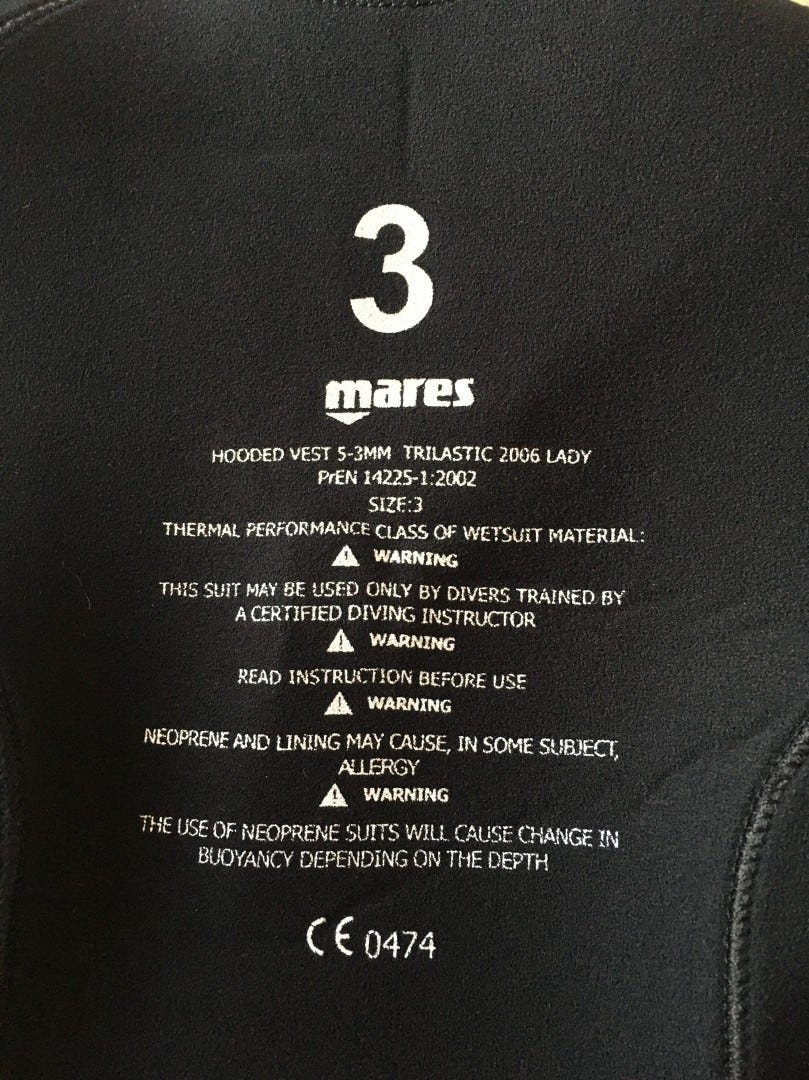 3
mares
HOODED VEST 5-3MM TRILASTIC 2006 LADY
PrEN 14225-1:2002
SIZE:3
THERMAL PERFORMANCE CLASS OF WETSUIT MATERIAL:
WARNING
THIS SUIT MAY BE USED ONLY BY DIVERS TRAINED BY
A CERTIFIED DIVING INSTRUCTOR
WARNING
READ INSTRUCTION BEFORE USE
WARNING
NEOPRENE AND LINING MAY CAUSE, IN SOME SUBJECT,
ALLERGY
WARNING
THE USE OF NEOPRENE SUITS WILL CAUSE CHANGE IN
BUOYANCY DEPENDING ON THE DEPTH
CE 0474